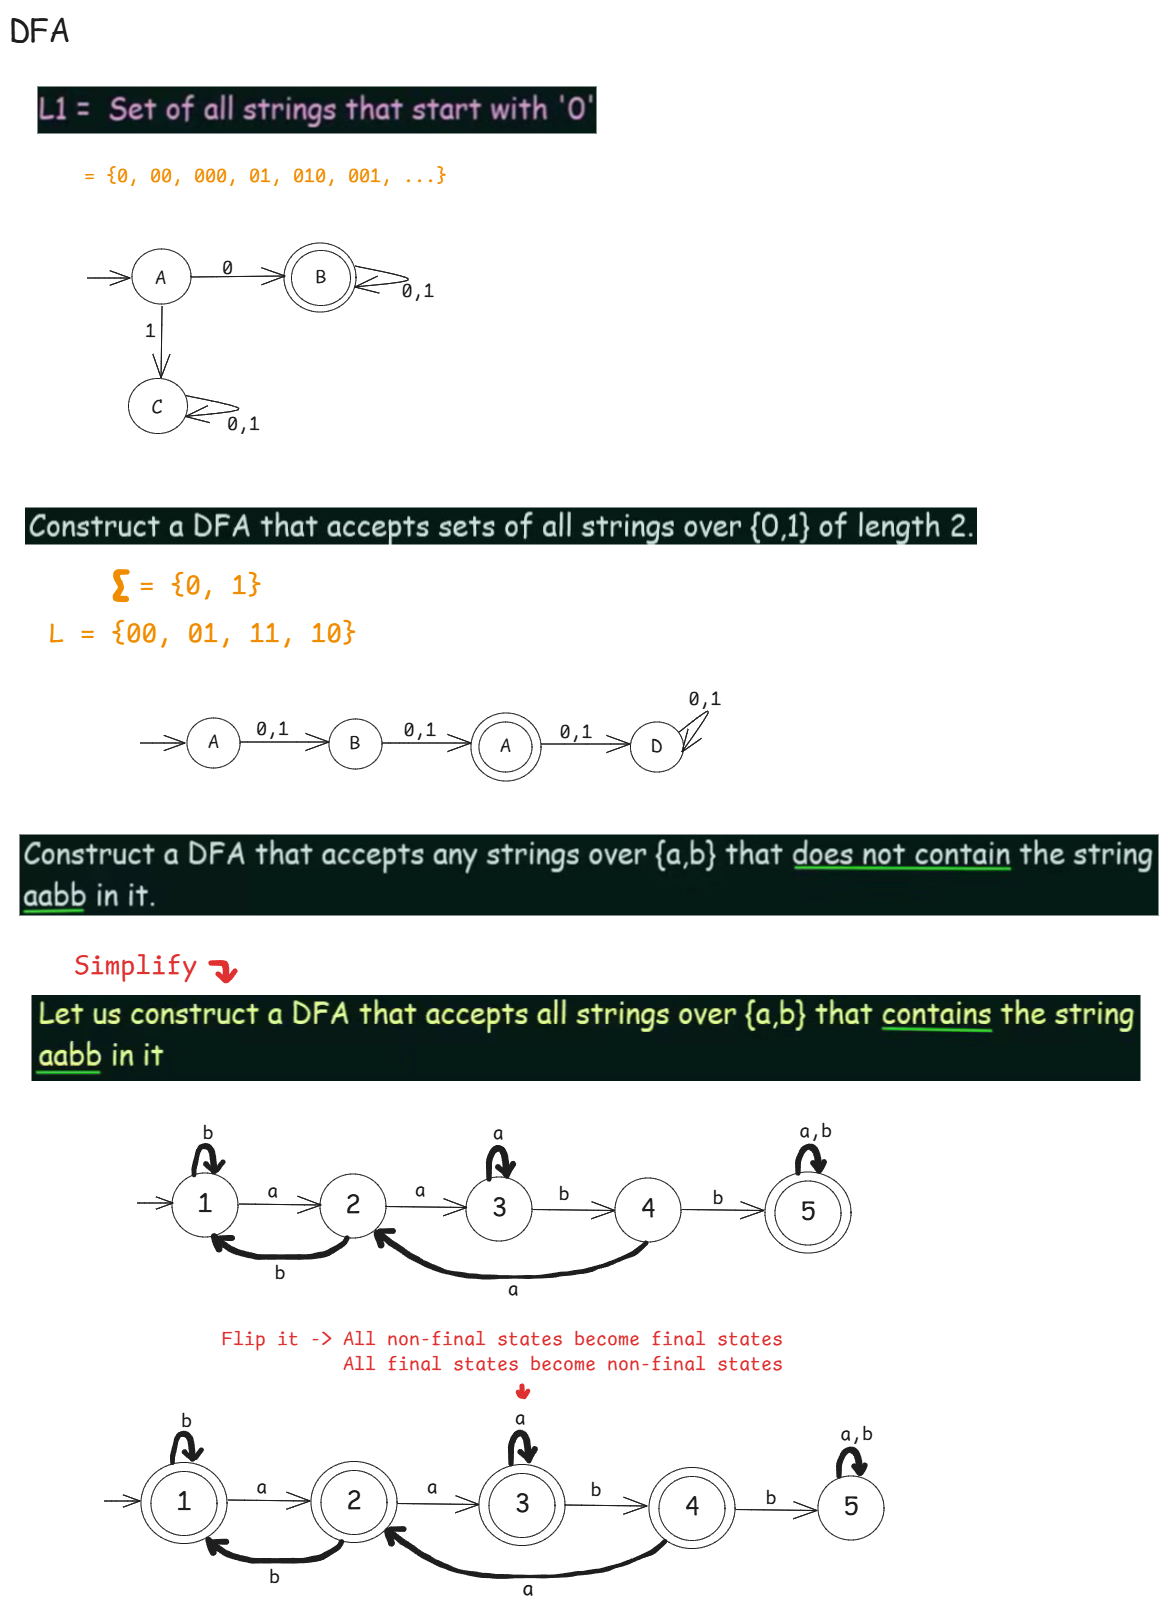 DFA
L1 = Set of all strings that start with '0'
= {0, 00, 000, 01, 010, 001, ...}
A
0
B
0,1
1
C
0,1
Construct a DFA that accepts sets of all strings over {0,1} of length 2.
Σ = {0, 1}
L = {00, 01, 11, 10}
A
0,1
B
0,1
A
0,1
D
0,1
Construct a DFA that accepts any strings over {a,b} that does not contain the string
aabb in it.
Simplify
Let us construct a DFA that accepts all strings over {a,b} that contains the string
aabb in it
b
a
a,b
1
a
2
a
3
b
4
b
5
b
a
Flip it -> All non-final states become final states
All final states become non-final states
b
a
a,b
1
a
2
a
3
b
4
b
5
b
a